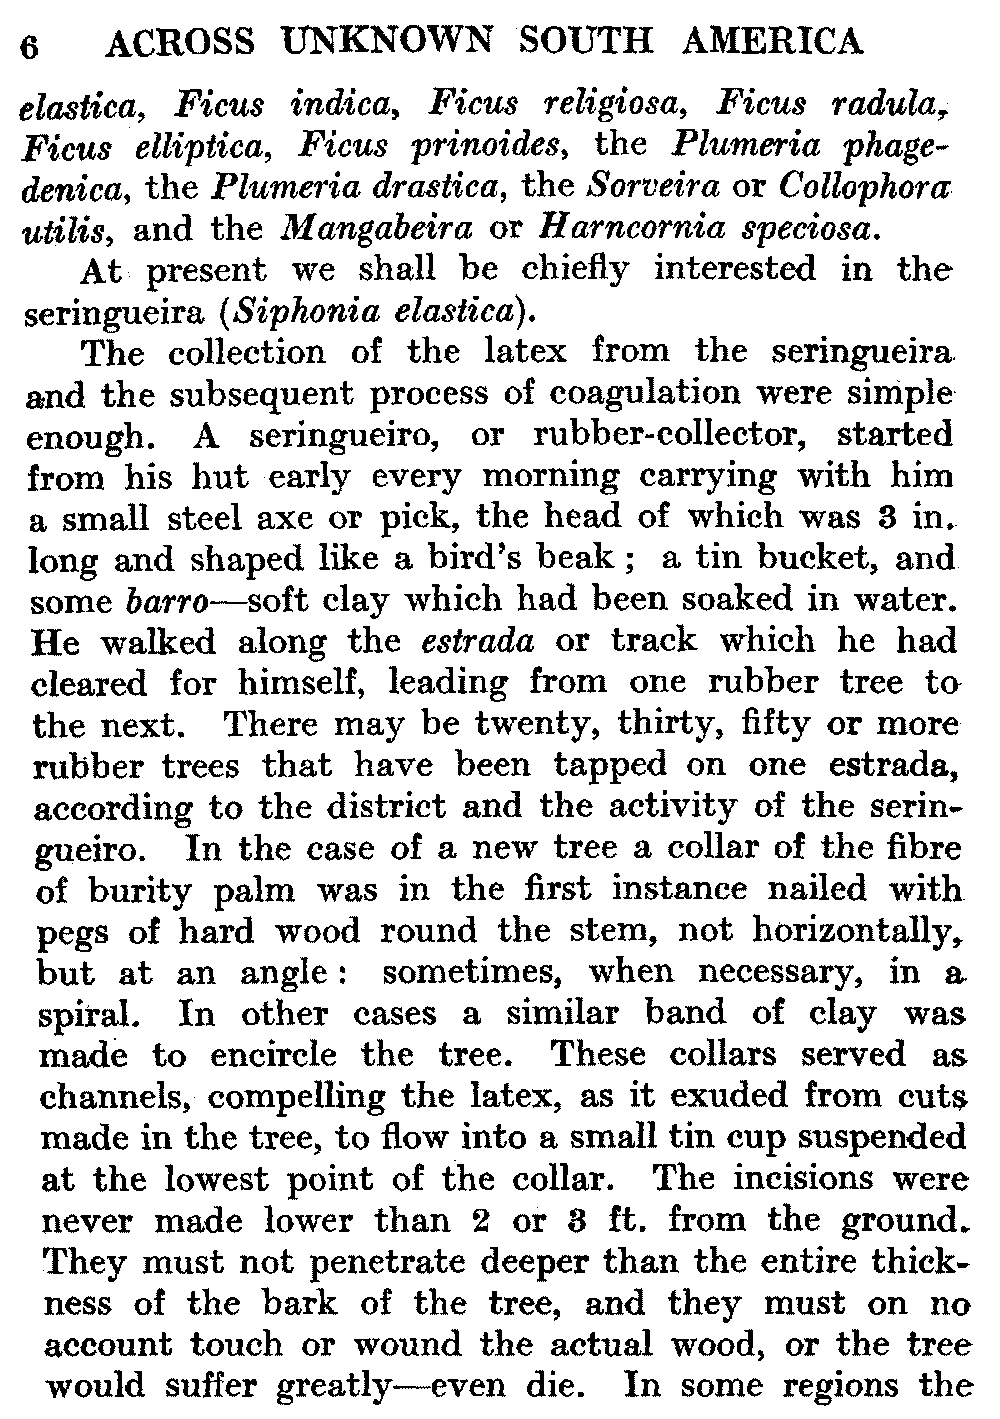 6 ACROSS UNKNOWN SOUTH AMERICA
elastica, Ficus indica, Ficus religiosa, Ficus radula,
Ficus elliptica, Ficus prinoides, the Plumeria phage-
denica, the Plumeria drastica, the Sorveira or Collophora
utilis, and the Mangabeira or Harncornia speciosa.
At present we shall be chiefly interested in the
seringueira (Siphonia elastica).
The collection of the latex from the seringueira
and the subsequent process of coagulation were simple
enough. A seringueiro, or rubber-collector, started
from his hut early every morning carrying with him
a small steel axe or pick, the head of which was 3 in.
long and shaped like a bird's beak ; a tin bucket, and
some barro—soft clay which had been soaked in water.
He walked along the estrada or track which he had
cleared for himself, leading from one rubber tree to
the next. There may be twenty, thirty, fifty or more
rubber trees that have been tapped on one estrada,
according to the district and the activity of the serin-
gueiro. In the case of a new tree a collar of the fibre
of burity palm was in the first instance nailed with
pegs of hard wood round the stem, not horizontally,
but at an angle : sometimes, when necessary, in a
spiral. In other cases a similar band of clay was
made to encircle the tree. These collars served as
channels, compelling the latex, as it exuded from cuts
made in the tree, to flow into a small tin cup suspended
at the lowest point of the collar. The incisions were
never made lower than 2 or 3 ft. from the ground.
They must not penetrate deeper than the entire thick-
ness of the bark of the tree, and they must on no
account touch or wound the actual wood, or the tree
would suffer greatly—even die. In some regions the